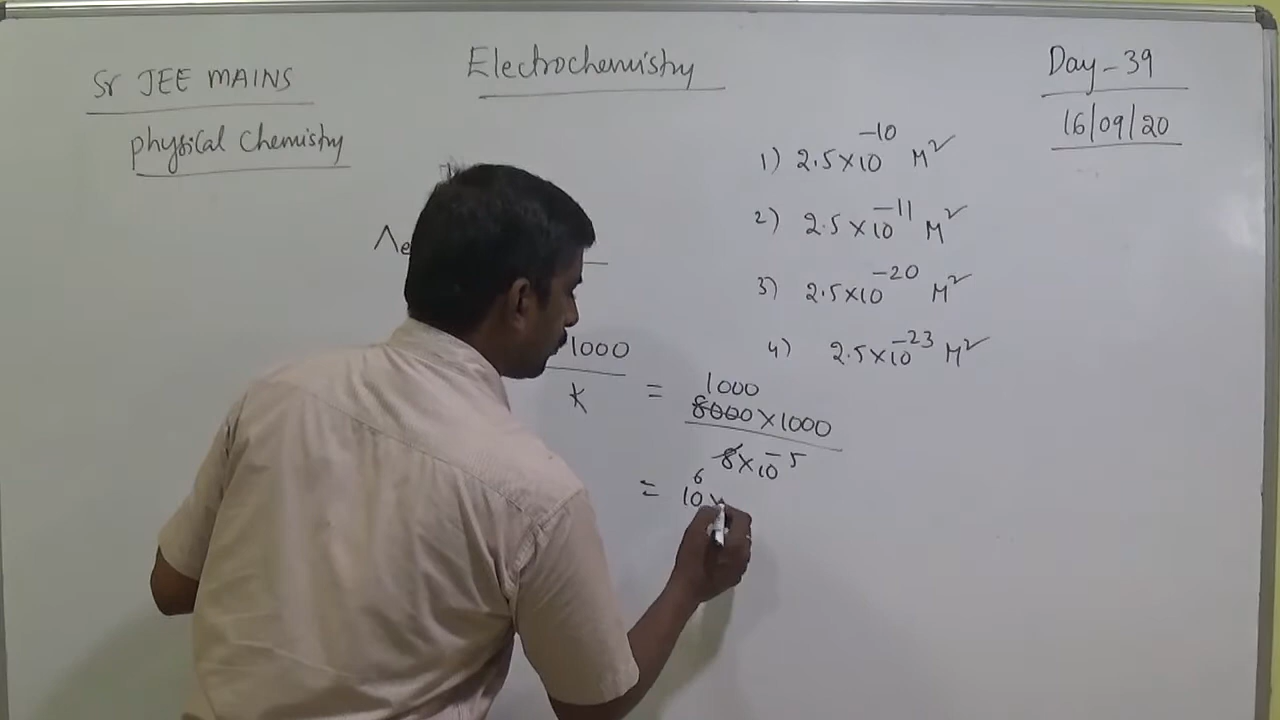 Sr JEE MAINS
physical Chemistry
Electrochemistry
Day-39
16/09/20
1) 2.5×10⁻¹⁰ M²
2) 2.5×10⁻¹¹ M²
3) 2.5×10⁻²⁰ M²
4) 2.5×10⁻²³ M²
Λe
1000
K
= 1000
8000×1000
8×10⁻⁵
= 10⁶×